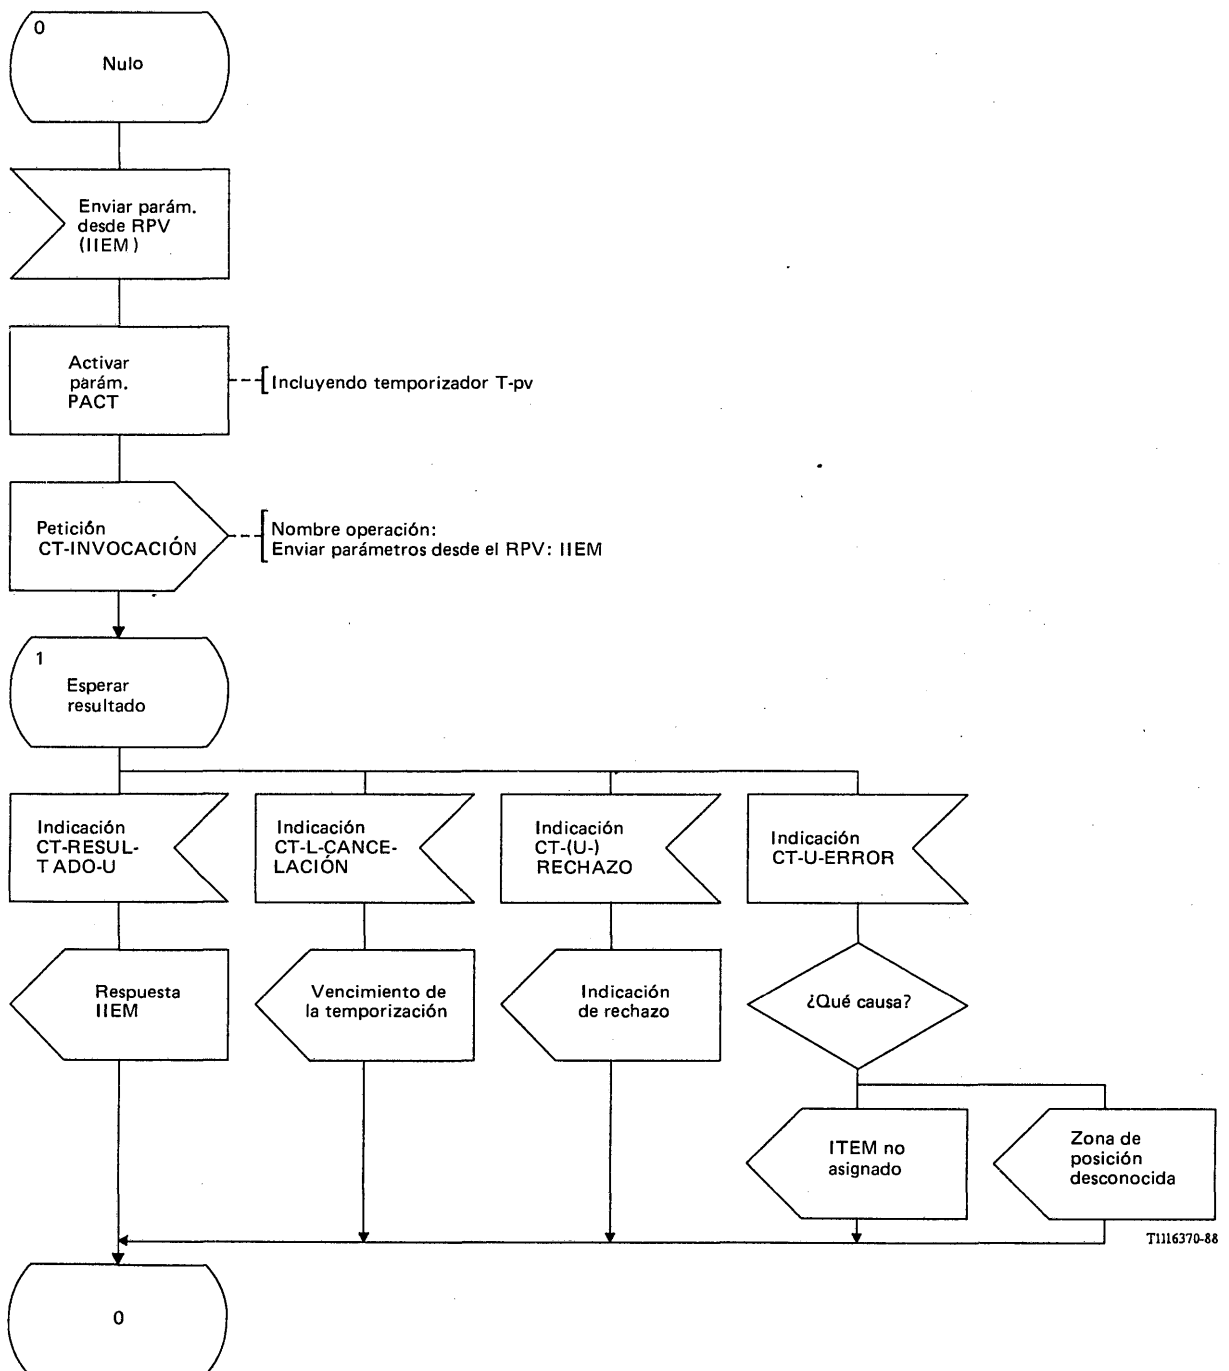 0
Nulo
Enviar parám.
desde RPV
(IIEM)
Activar
parám.
PACT
Incluyendo temporizador T-pv
Petición
CT-INVOCACIÓN
Nombre operación:
Enviar parámetros desde el RPV: IIEM
1
Esperar
resultado
Indicación
CT-RESUL-
TADO-U
Indicación
CT-L-CANCE-
LACIÓN
Indicación
CT-(U-)
RECHAZO
Indicación
CT-U-ERROR
Respuesta
IIEM
Vencimiento de
la temporización
Indicación
de rechazo
¿Qué causa?
ITEM no
asignado
Zona de
posición
desconocida
T1116370-88
0